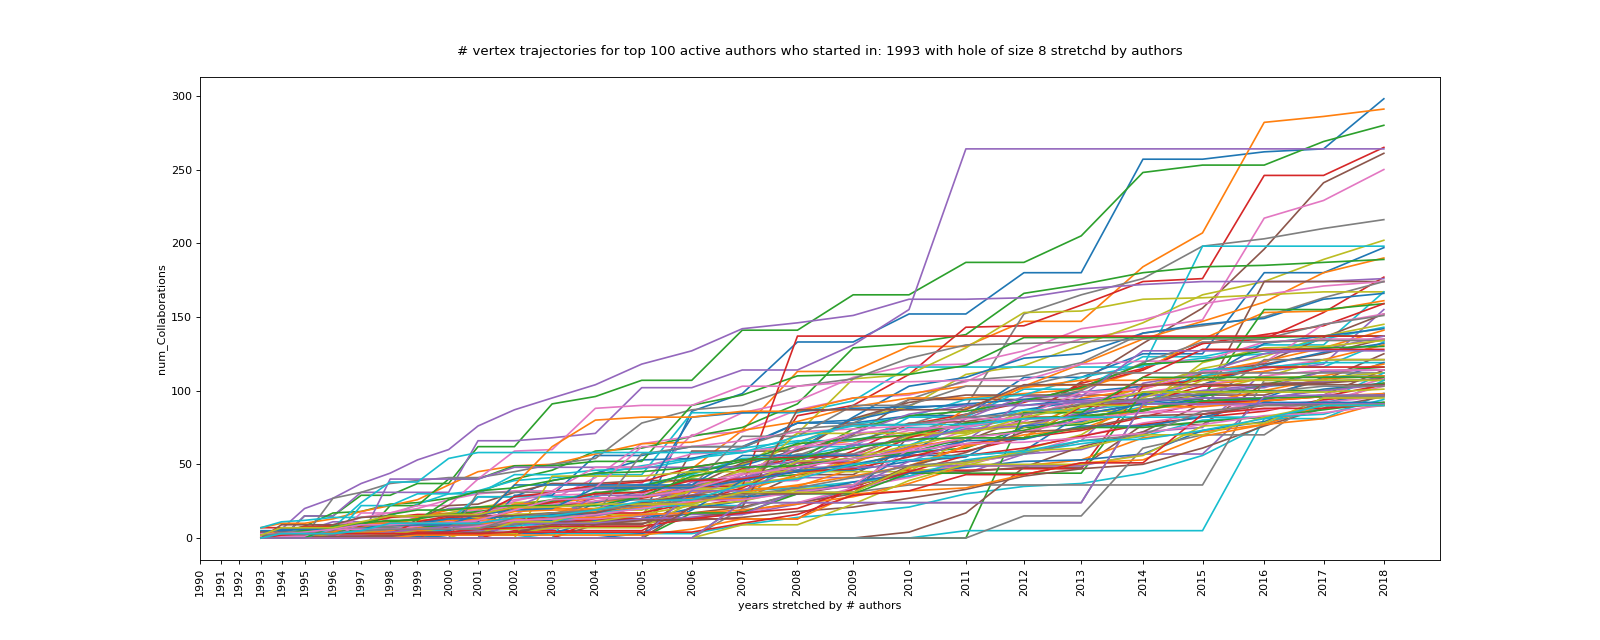 # vertex trajectories for top 100 active authors who started in: 1993 with hole of size 8 stretchd by authors
300
250
200
150
100
50
0
num_Collaborations
1990 1991 1992 1993 1994 1995 1996 1997 1998 1999 2000 2001 2002 2003 2004 2005 2006 2007 2008 2009 2010 2011 2012 2013 2014 2015 2016 2017 2018
years stretched by # authors